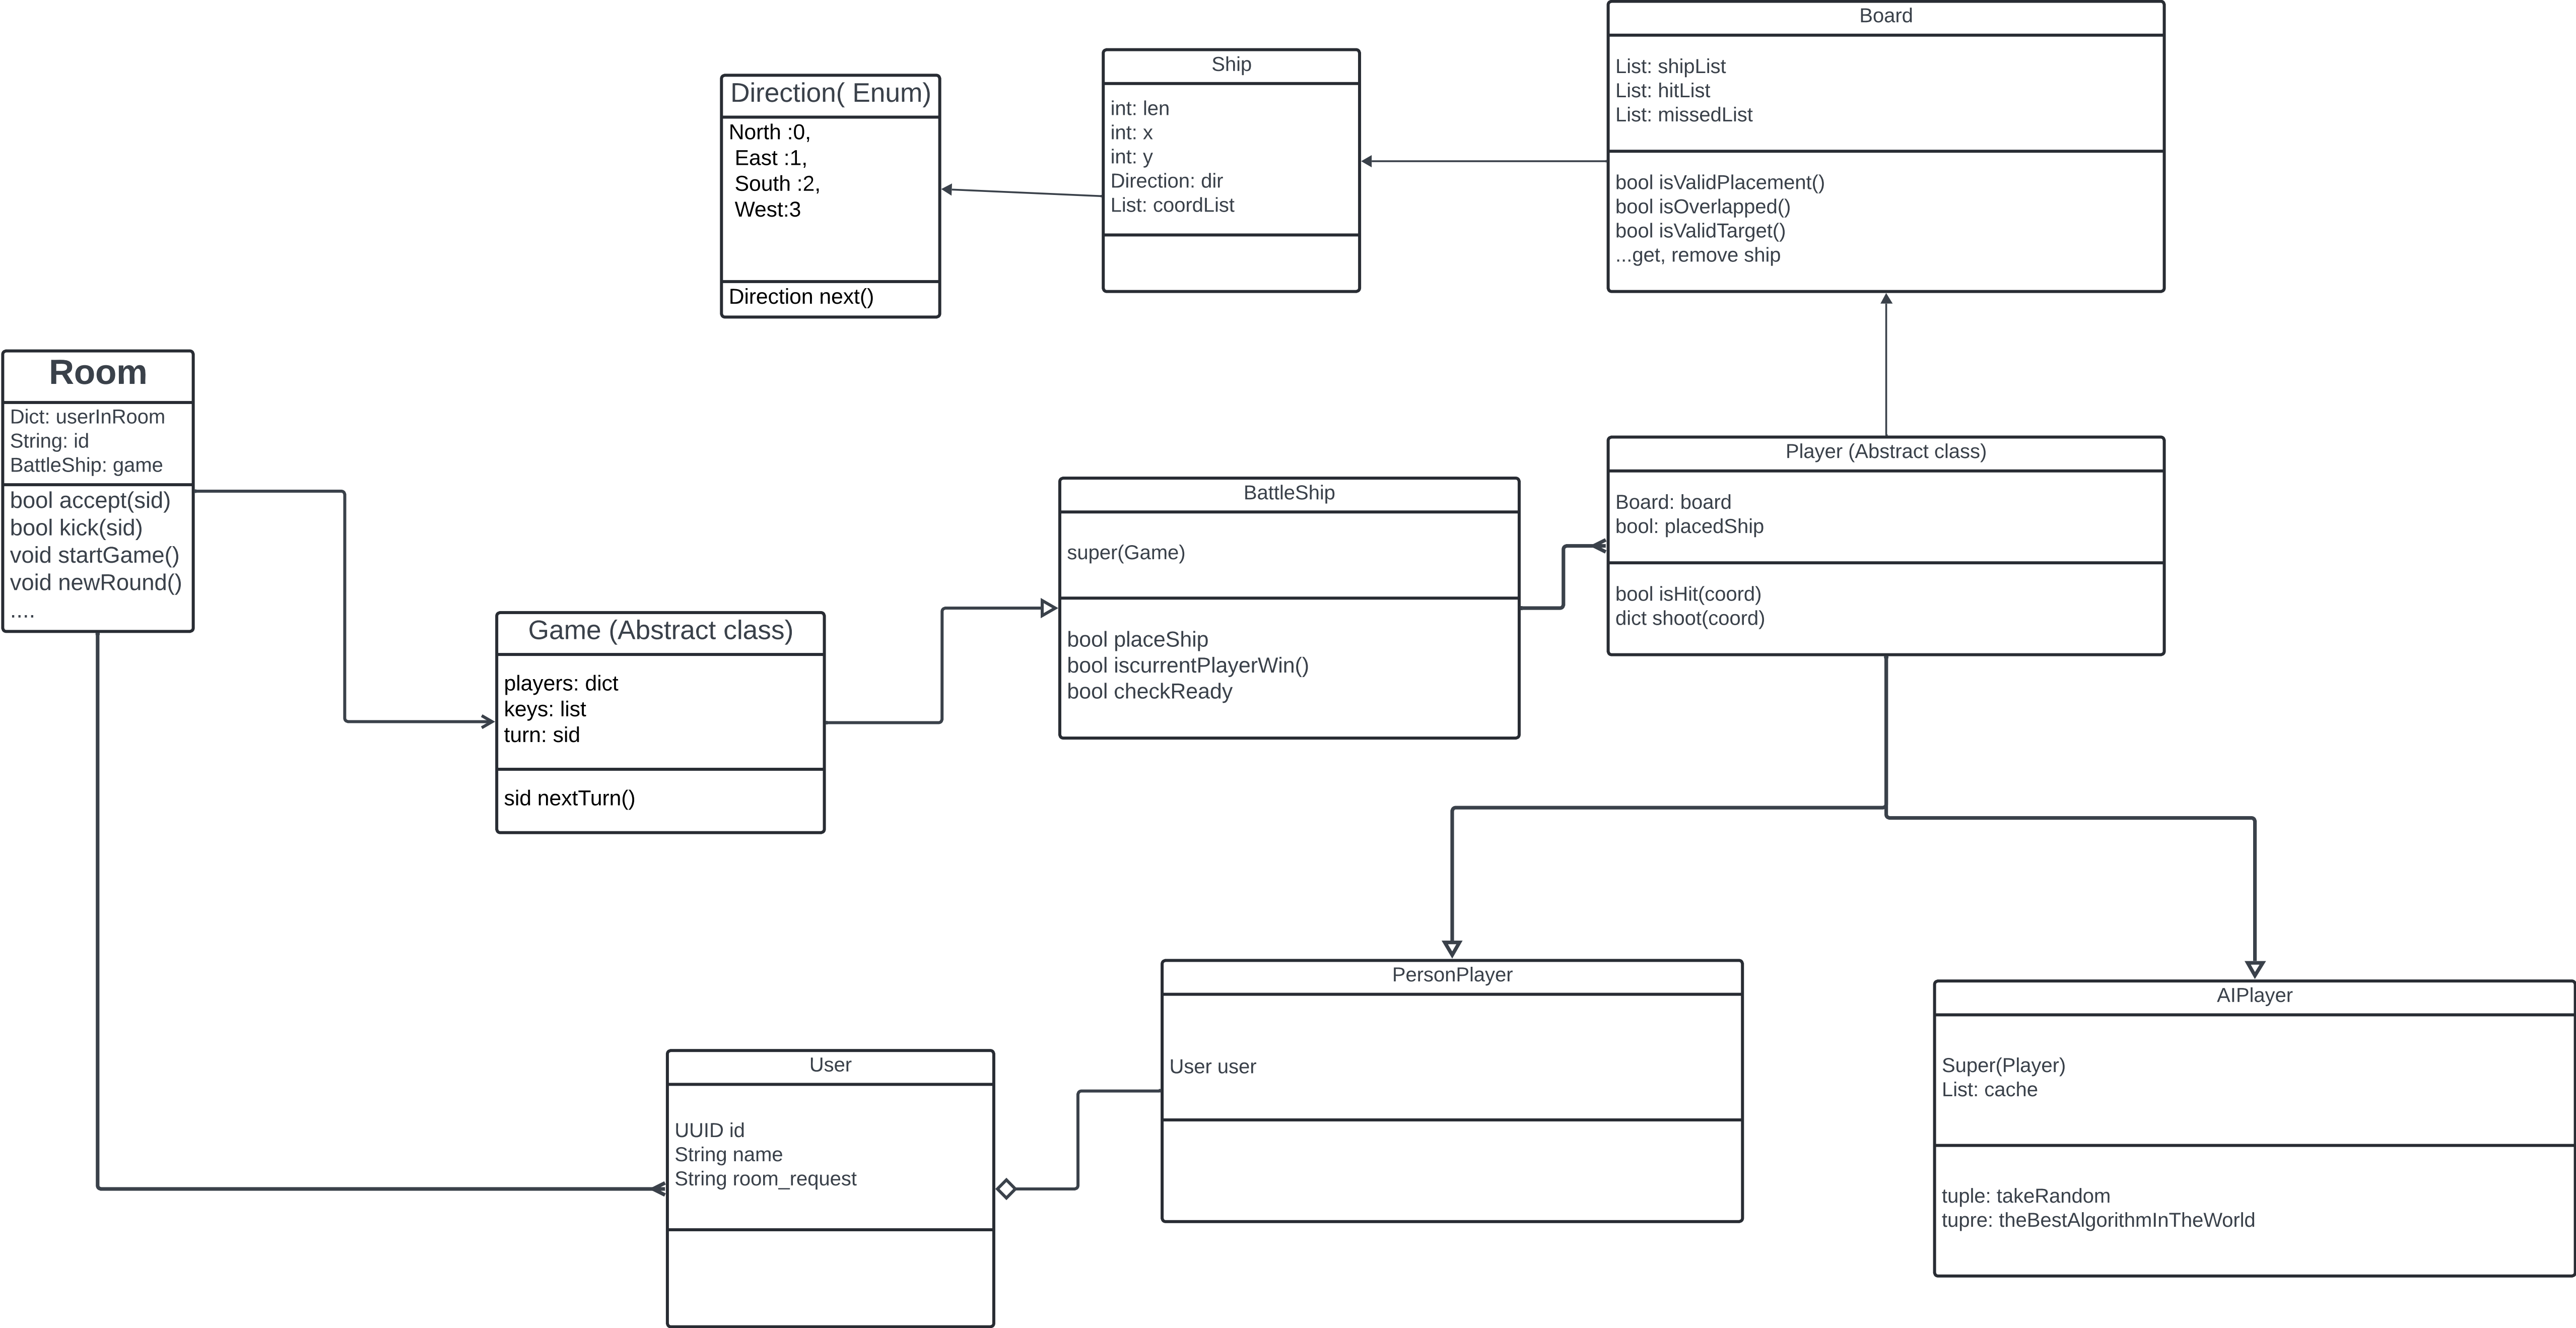 Board
List: shipList
List: hitList
List: missedList
bool isValidPlacement()
bool isOverlapped()
bool isValidTarget()
...get, remove ship
Ship
int: len
int: x
int: y
Direction: dir
List: coordList
Direction( Enum)
North :0,
East :1,
South :2,
West:3
Direction next()
Room
Dict: userInRoom
String: id
BattleShip: game
bool accept(sid)
bool kick(sid)
void startGame()
void newRound()
....
Game (Abstract class)
players: dict
keys: list
turn: sid
sid nextTurn()
BattleShip
super(Game)
bool placeShip
bool iscurrentPlayerWin()
bool checkReady
Player (Abstract class)
Board: board
bool: placedShip
bool isHit(coord)
dict shoot(coord)
User
UUID id
String name
String room_request
PersonPlayer
User user
AIPlayer
Super(Player)
List: cache
tuple: takeRandom
tupre: theBestAlgorithmInTheWorld